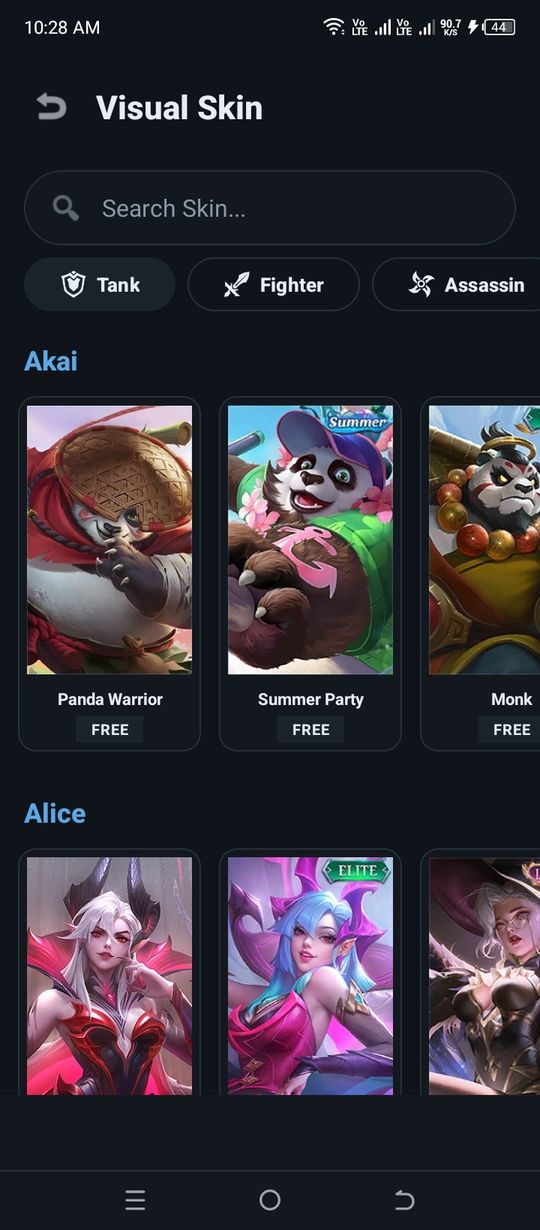 10:28 AM
Vo LTE Vo LTE 90.7 K/S 44
Visual Skin
Search Skin...
Tank Fighter Assassin
Akai
Summer
Panda Warrior Summer Party Monk
FREE FREE FREE
Alice
ELITE